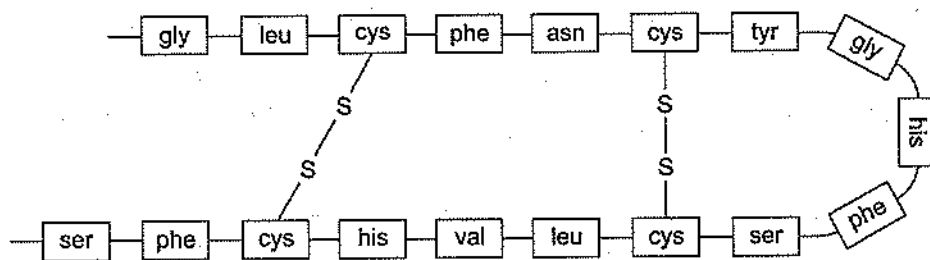 gly leu cys phe asn cys tyr gly
his
S S
S S
phe
ser phe cys his val leu cys ser